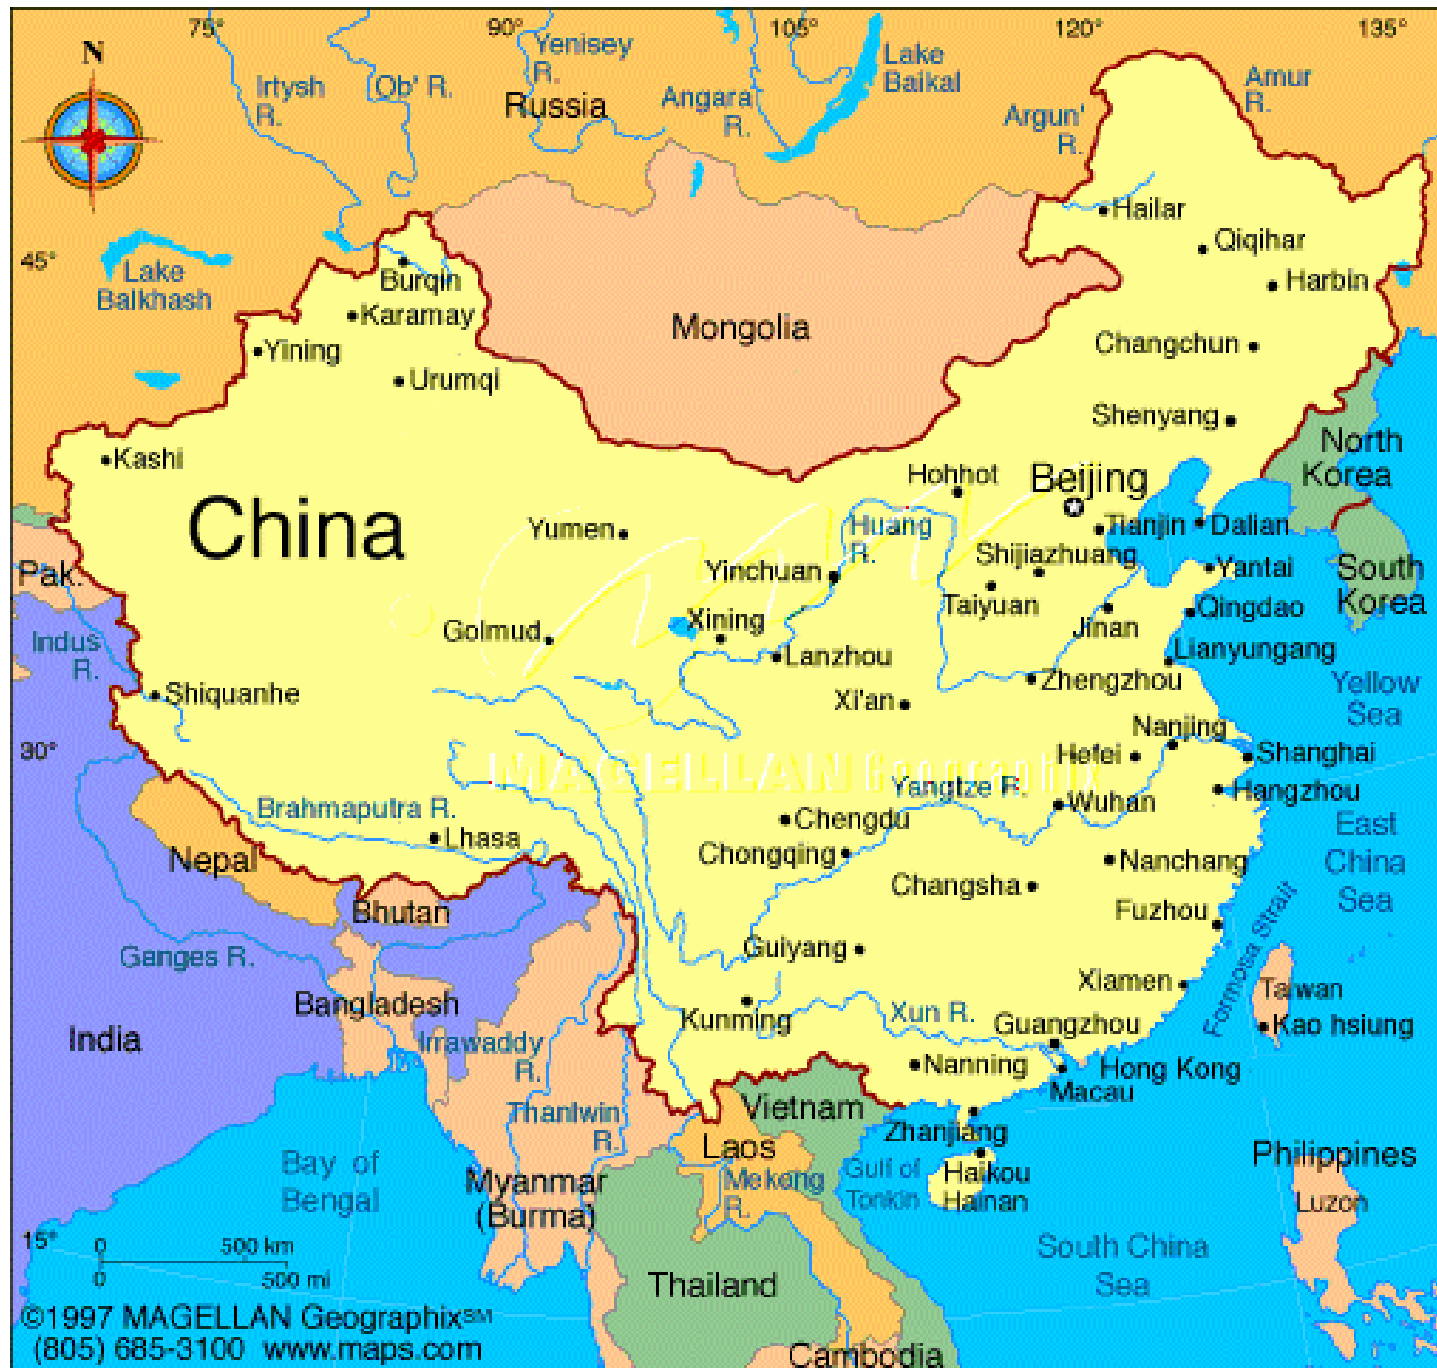 75°
90°
105°
120°
135°
N
Irtysh
R.
Ob' R.
Yenisey
R.
Russia
Angara
R.
Lake
Baikal
Argun'
R.
Amur
R.
Hailar
Qiqihar
Harbin
45°
Lake
Balkhash
Burqin
Karamay
Yining
Urumqi
Mongolia
Changchun
Shenyang
Kashi
China
Hohhot
Beijing
North
Korea
Yumen
Huang
R.
Tianjin
Dalian
Shijiazhuang
Yinchuan
Yantai
South
Korea
Pak.
Taiyuan
Qingdao
Jinan
Xining
Golmud
Indus
R.
Lanzhou
Lianyungang
Shiquanhe
Zhengzhou
Xi'an
Yellow
Sea
Nanjing
30°
Hefei
Shanghai
MAGELLAN Geographix
Yangtze R.
Wuhan
Hangzhou
Brahmaputra R.
Lhasa
Chengdu
East
China
Sea
Nepal
Chongqing
Nanchang
Changsha
Bhutan
Fuzhou
Ganges R.
Guiyang
Formosa Strait
Xiamen
Taiwan
Bangladesh
Kunming
Xun R.
Guangzhou
Kao hsiung
India
Irrawaddy
R.
Nanning
Hong Kong
Macau
Vietnam
Thanlwin
R.
Zhanjiang
Laos
Bay of
Bengal
Myanmar
(Burma)
Mekong
R.
Gulf of
Tonkin
Haikou
Hainan
Philippines
Luzon
15°
0 500 km
0 500 mi
South China
Sea
Thailand
©1997 MAGELLAN Geographix SM
(805) 685-3100 www.maps.com
Cambodia